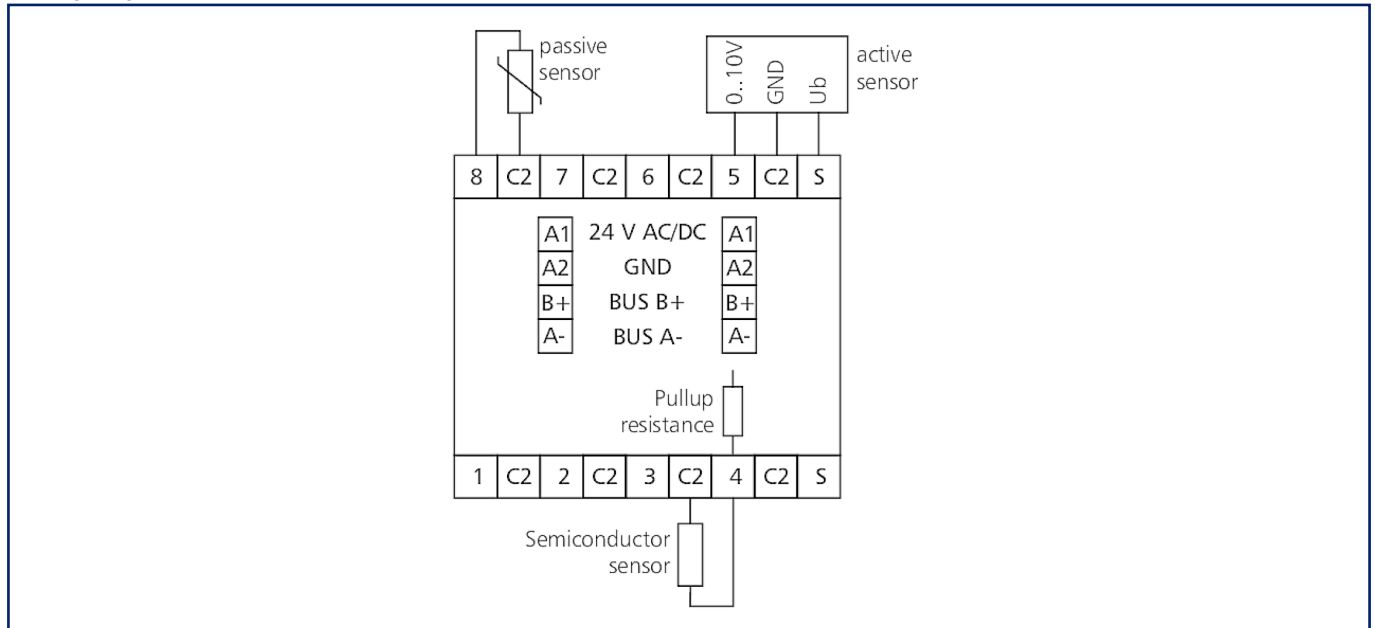 passive
sensor
0..10V
GND
Ub
active
sensor
8 C2 7 C2 6 C2 5 C2 S
A1 24 V AC/DC A1
A2 GND A2
B+ BUS B+ B+
A- BUS A- A-
Pullup
resistance
1 C2 2 C2 3 C2 4 C2 S
Semiconductor
sensor